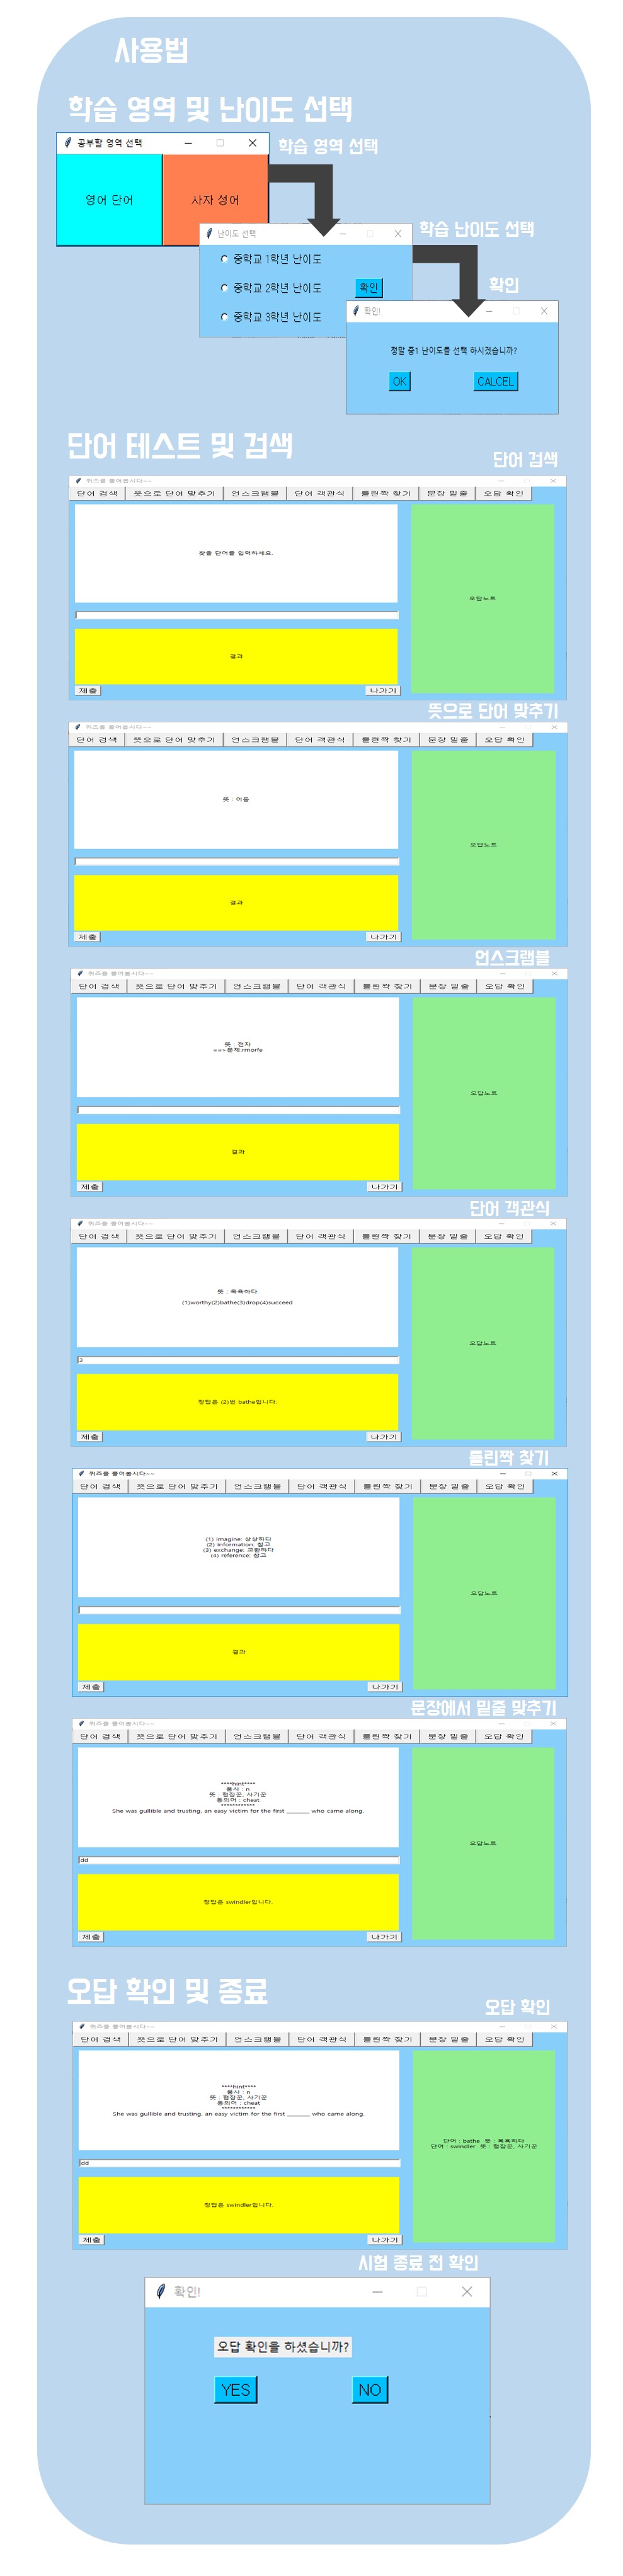 사용법
학습 영역 및 난이도 선택
공부할 영역 선택
학습 영역 선택
영어 단어
사자 성어
난이도 선택
학습 난이도 선택
중학교 1학년 난이도
중학교 2학년 난이도
확인
확인
중학교 3학년 난이도
확인!
정말 중1 난이도를 선택 하시겠습니까?
OK
CALCEL
단어 테스트 및 검색
단어 검색
퀴즈를 풀어봅시다~~
단어 검색 뜻으로 단어 맞추기 언스크램블 단어 객관식 틀린짝 찾기 문장 밑줄 오답 확인
찾을 단어를 입력하세요.
오답노트
결과
제출
나가기
뜻으로 단어 맞추기
퀴즈를 풀어봅시다~~
단어 검색 뜻으로 단어 맞추기 언스크램블 단어 객관식 틀린짝 찾기 문장 밑줄 오답 확인
뜻 : 여동
오답노트
결과
제출
나가기
언스크램블
퀴즈를 풀어봅시다~~
단어 검색 뜻으로 단어 맞추기 언스크램블 단어 객관식 틀린짝 찾기 문장 밑줄 오답 확인
뜻 : 전자
==>문제:rmorfe
오답노트
결과
제출
나가기
단어 객관식
퀴즈를 풀어봅시다~~
단어 검색 뜻으로 단어 맞추기 언스크램블 단어 객관식 틀린짝 찾기 문장 밑줄 오답 확인
뜻 : 목욕하다
(1)worthy(2)bathe(3)drop(4)succeed
오답노트
3
정답은 (2)번 bathe입니다.
제출
나가기
틀린짝 찾기
퀴즈를 풀어봅시다~~
단어 검색 뜻으로 단어 맞추기 언스크램블 단어 객관식 틀린짝 찾기 문장 밑줄 오답 확인
(1) imagine: 상상하다
(2) information: 참고
(3) exchange: 교환하다
(4) reference: 참고
오답노트
결과
제출
나가기
문장에서 밑줄 맞추기
퀴즈를 풀어봅시다~~
단어 검색 뜻으로 단어 맞추기 언스크램블 단어 객관식 틀린짝 찾기 문장 밑줄 오답 확인
****hint****
품사 : n
뜻 : 협잡꾼, 사기꾼
동의어 : cheat
************
She was gullible and trusting, an easy victim for the first _______ who came along.
오답노트
dd
정답은 swindler입니다.
제출
나가기
오답 확인 및 종료
오답 확인
퀴즈를 풀어봅시다~~
단어 검색 뜻으로 단어 맞추기 언스크램블 단어 객관식 틀린짝 찾기 문장 밑줄 오답 확인
****hint****
품사 : n
뜻 : 협잡꾼, 사기꾼
동의어 : cheat
************
She was gullible and trusting, an easy victim for the first _______ who came along.
단어 : bathe 뜻 : 목욕하다
단어 : swindler 뜻 : 협잡꾼, 사기꾼
dd
정답은 swindler입니다.
제출
나가기
시험 종료 전 확인
확인!
오답 확인을 하셨습니까?
YES
NO